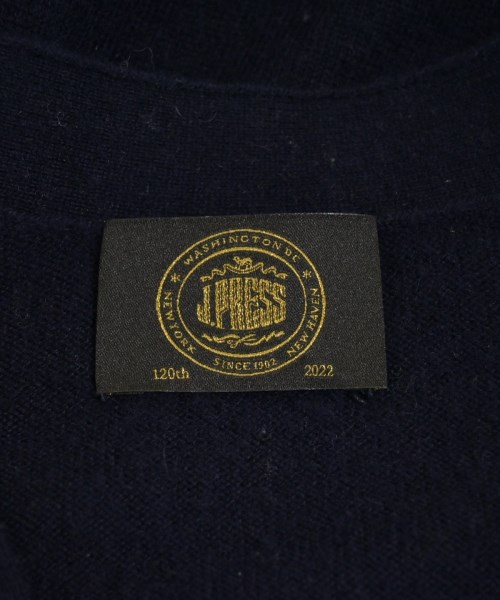 WASHINGTON DC
J.PRESS
NEW YORK
NEW HAVEN
SINCE 1902
120th
2022